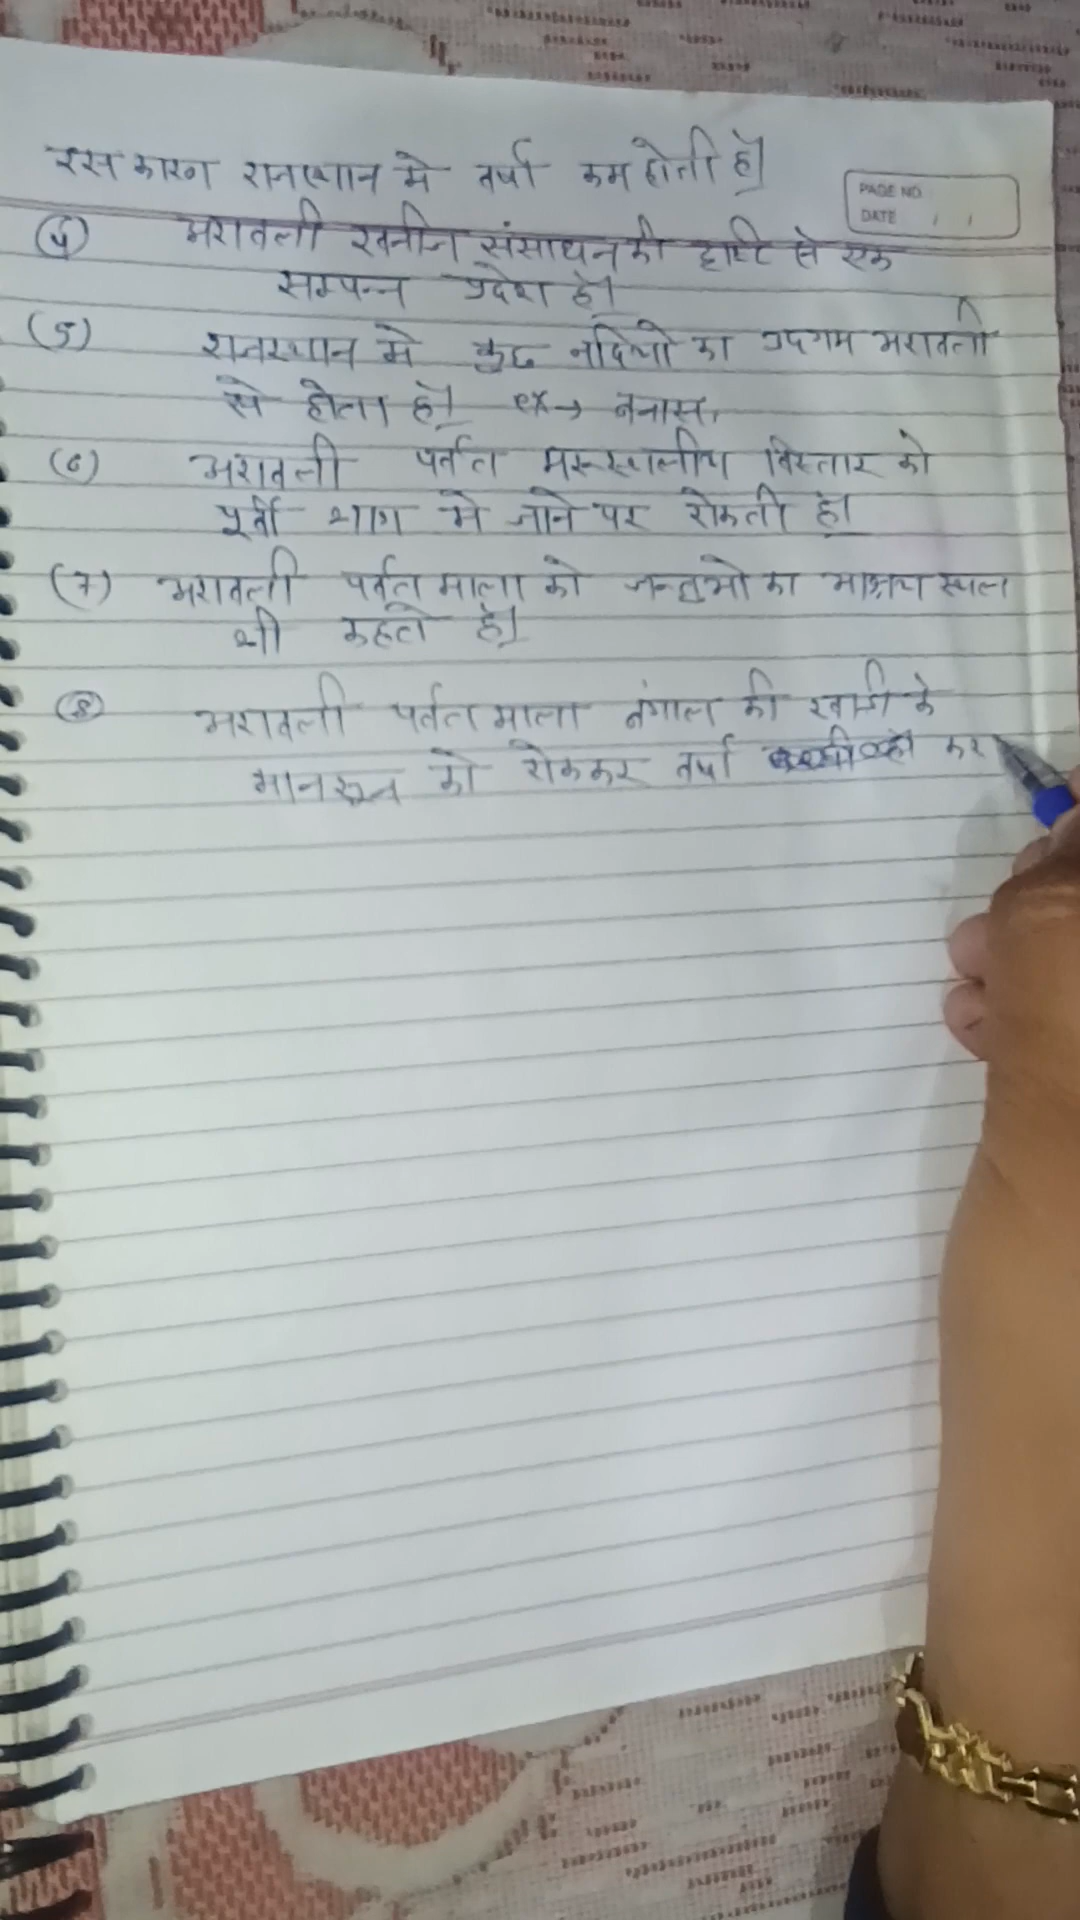 इस कारण राजस्थान मे वर्षा कम होती है|
PAGE NO
DATE / /
(4) अरावली खनीज संसाधन की दृष्टि से एक
सम्पन्न प्रदेश है|
(5) राजस्थान मे कुछ नदियो का उदगम अरावली
से होता है| ex→ बनास,
(6) अरावली पर्वत मरूस्थलीय विस्तार को
पूर्वी भाग मे जाने पर रोकती है|
(7) अरावली पर्वत माला को जन्तुओ का आश्रय स्थल
भी कहते है|
(8) अरावली पर्वत माला बंगाल की खाडी के
मानसून को रोककर वर्षा कर